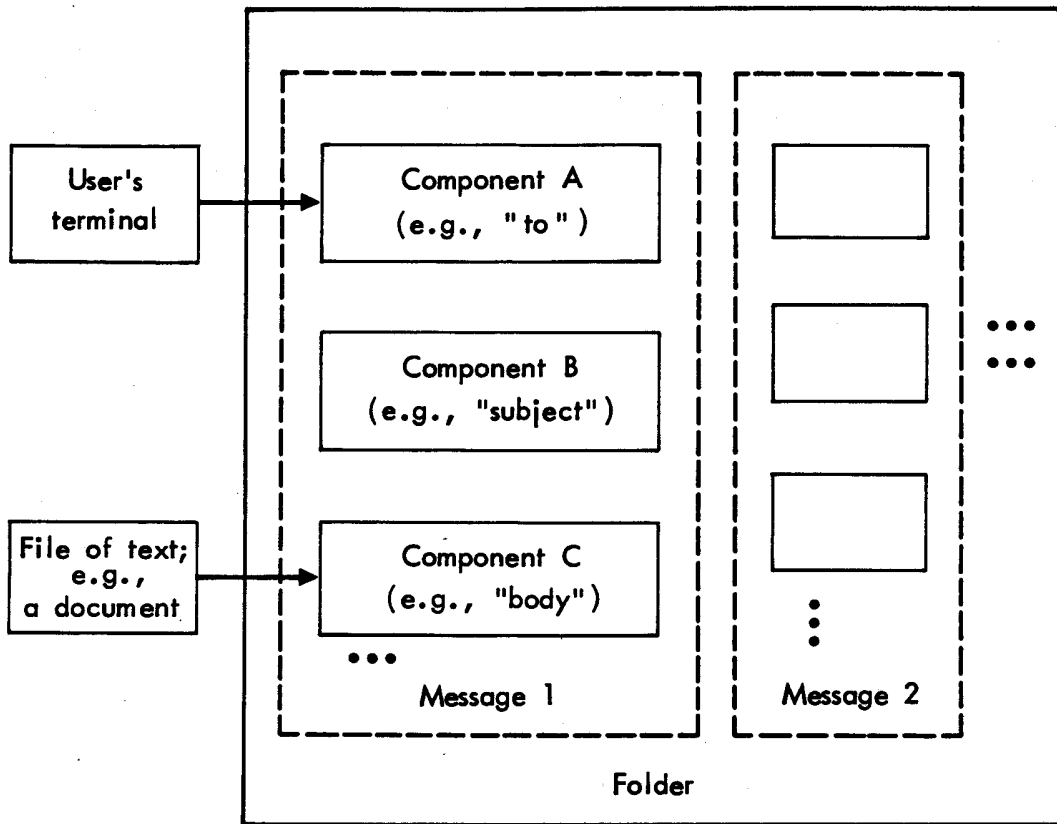 User's
terminal
Component A
(e.g., "to")
Component B
(e.g., "subject")
File of text;
e.g.,
a document
Component C
(e.g., "body")
•••
Message 1
Message 2
•••
•••
Folder